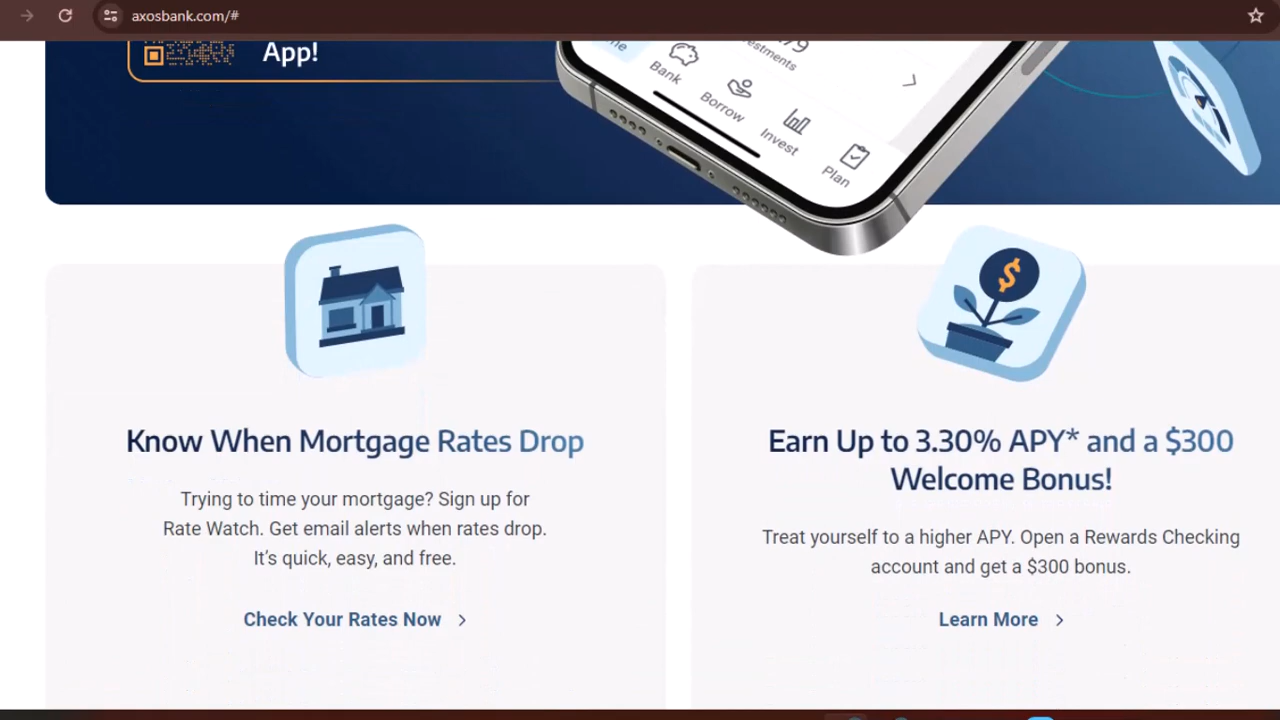 axosbank.com/#
App!
Bank
Borrow
Invest
Plan
Know When Mortgage Rates Drop
Trying to time your mortgage? Sign up for
Rate Watch. Get email alerts when rates drop.
It's quick, easy, and free.
Check Your Rates Now
Earn Up to 3.30% APY* and a $300
Welcome Bonus!
Treat yourself to a higher APY. Open a Rewards Checking
account and get a $300 bonus.
Learn More